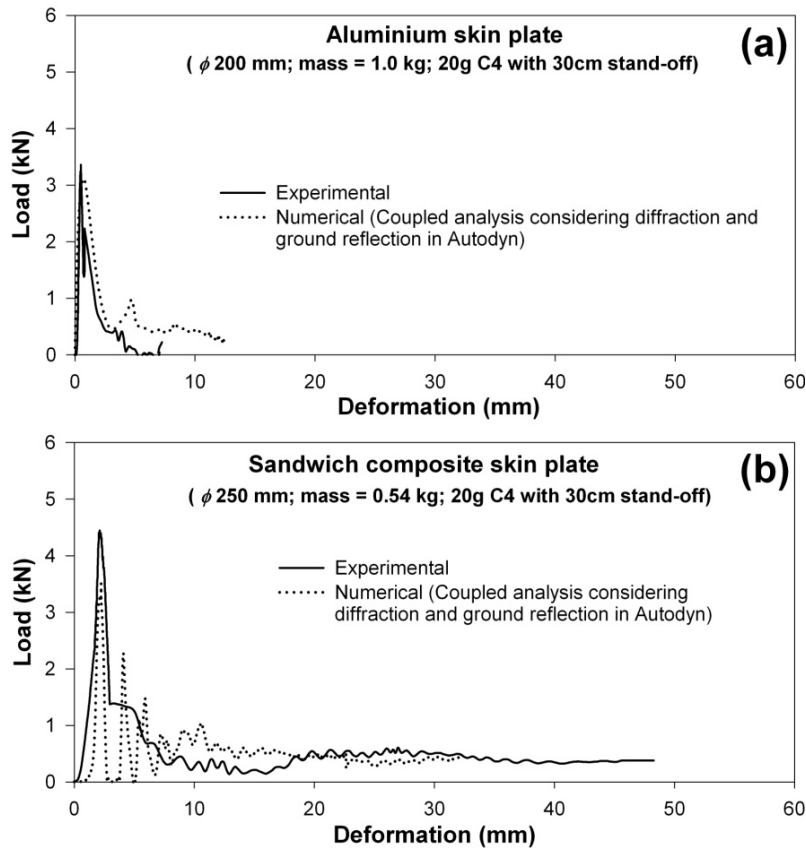 Aluminium skin plate
(a)
( ϕ 200 mm; mass = 1.0 kg; 20g C4 with 30cm stand-off)
6
5
4
3
2
1
0
Load (kN)
Experimental
Numerical (Coupled analysis considering diffraction and
ground reflection in Autodyn)
0 10 20 30 40 50 60
Deformation (mm)
Sandwich composite skin plate
(b)
( ϕ 250 mm; mass = 0.54 kg; 20g C4 with 30cm stand-off)
6
5
4
3
2
1
0
Load (kN)
Experimental
Numerical (Coupled analysis considering
diffraction and ground reflection in Autodyn)
0 10 20 30 40 50 60
Deformation (mm)